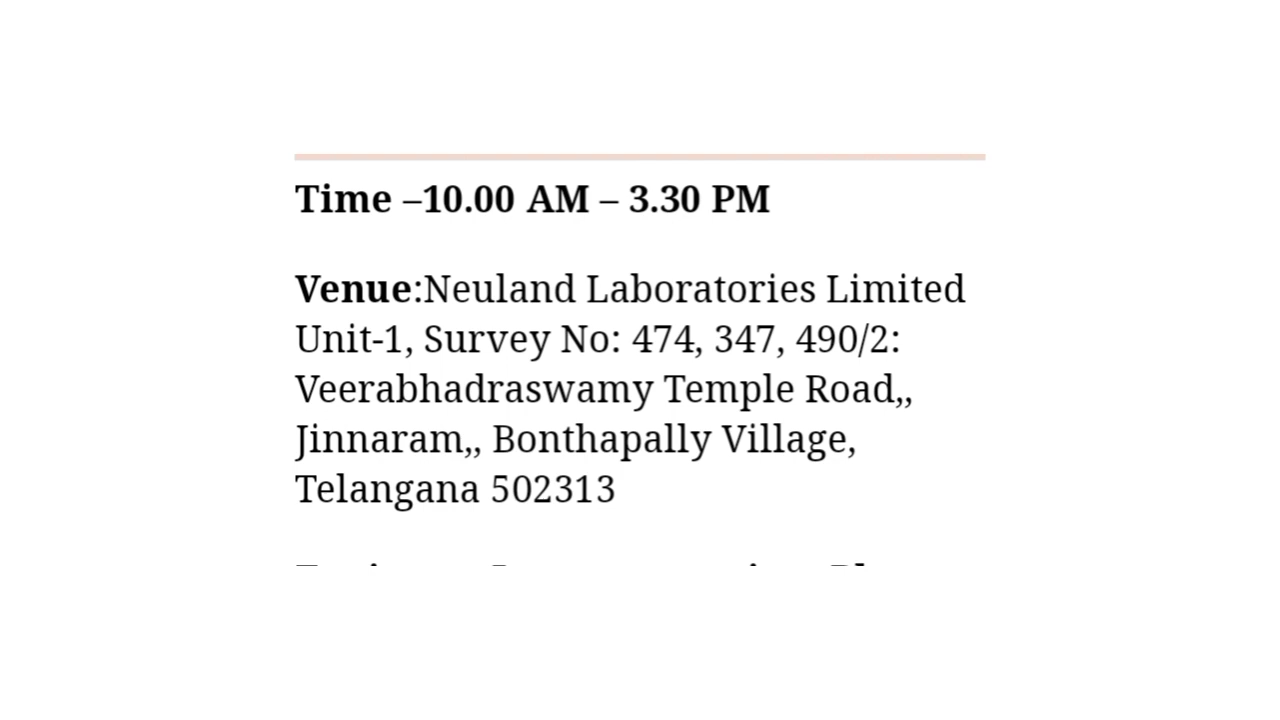 Time –10.00 AM – 3.30 PM
Venue:Neuland Laboratories Limited
Unit-1, Survey No: 474, 347, 490/2:
Veerabhadraswamy Temple Road,,
Jinnaram,, Bonthapally Village,
Telangana 502313